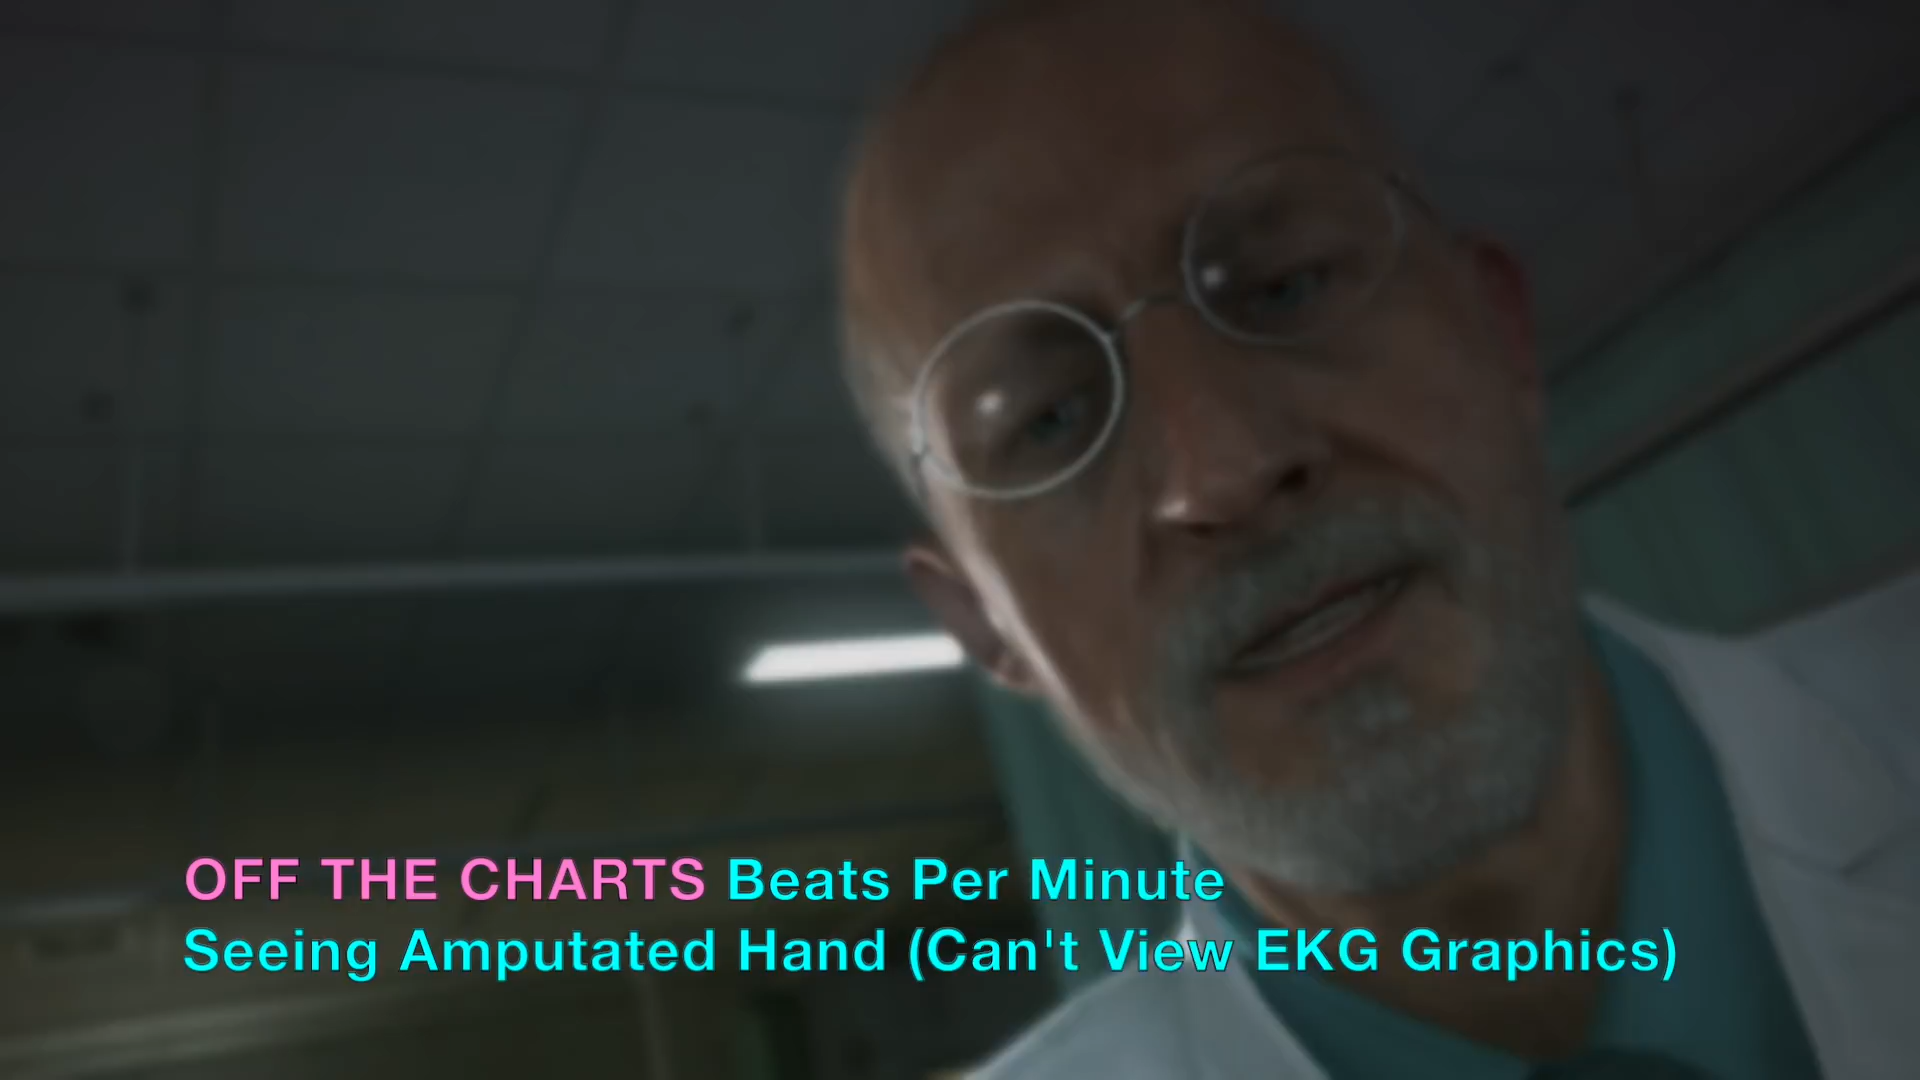 OFF THE CHARTS Beats Per Minute
Seeing Amputated Hand (Can't View EKG Graphics)